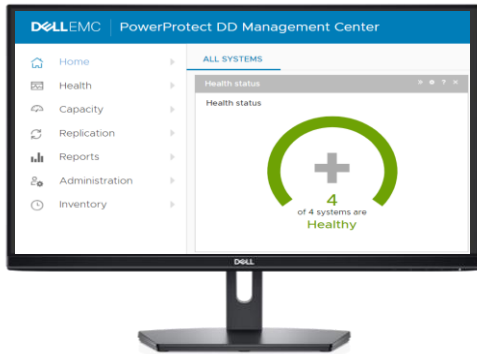 DELLEMC PowerProtect DD Management Center
Home
Health
Capacity
Replication
Reports
Administration
Inventory
ALL SYSTEMS
Health status
Health status
4
of 4 systems are
Healthy
DELL